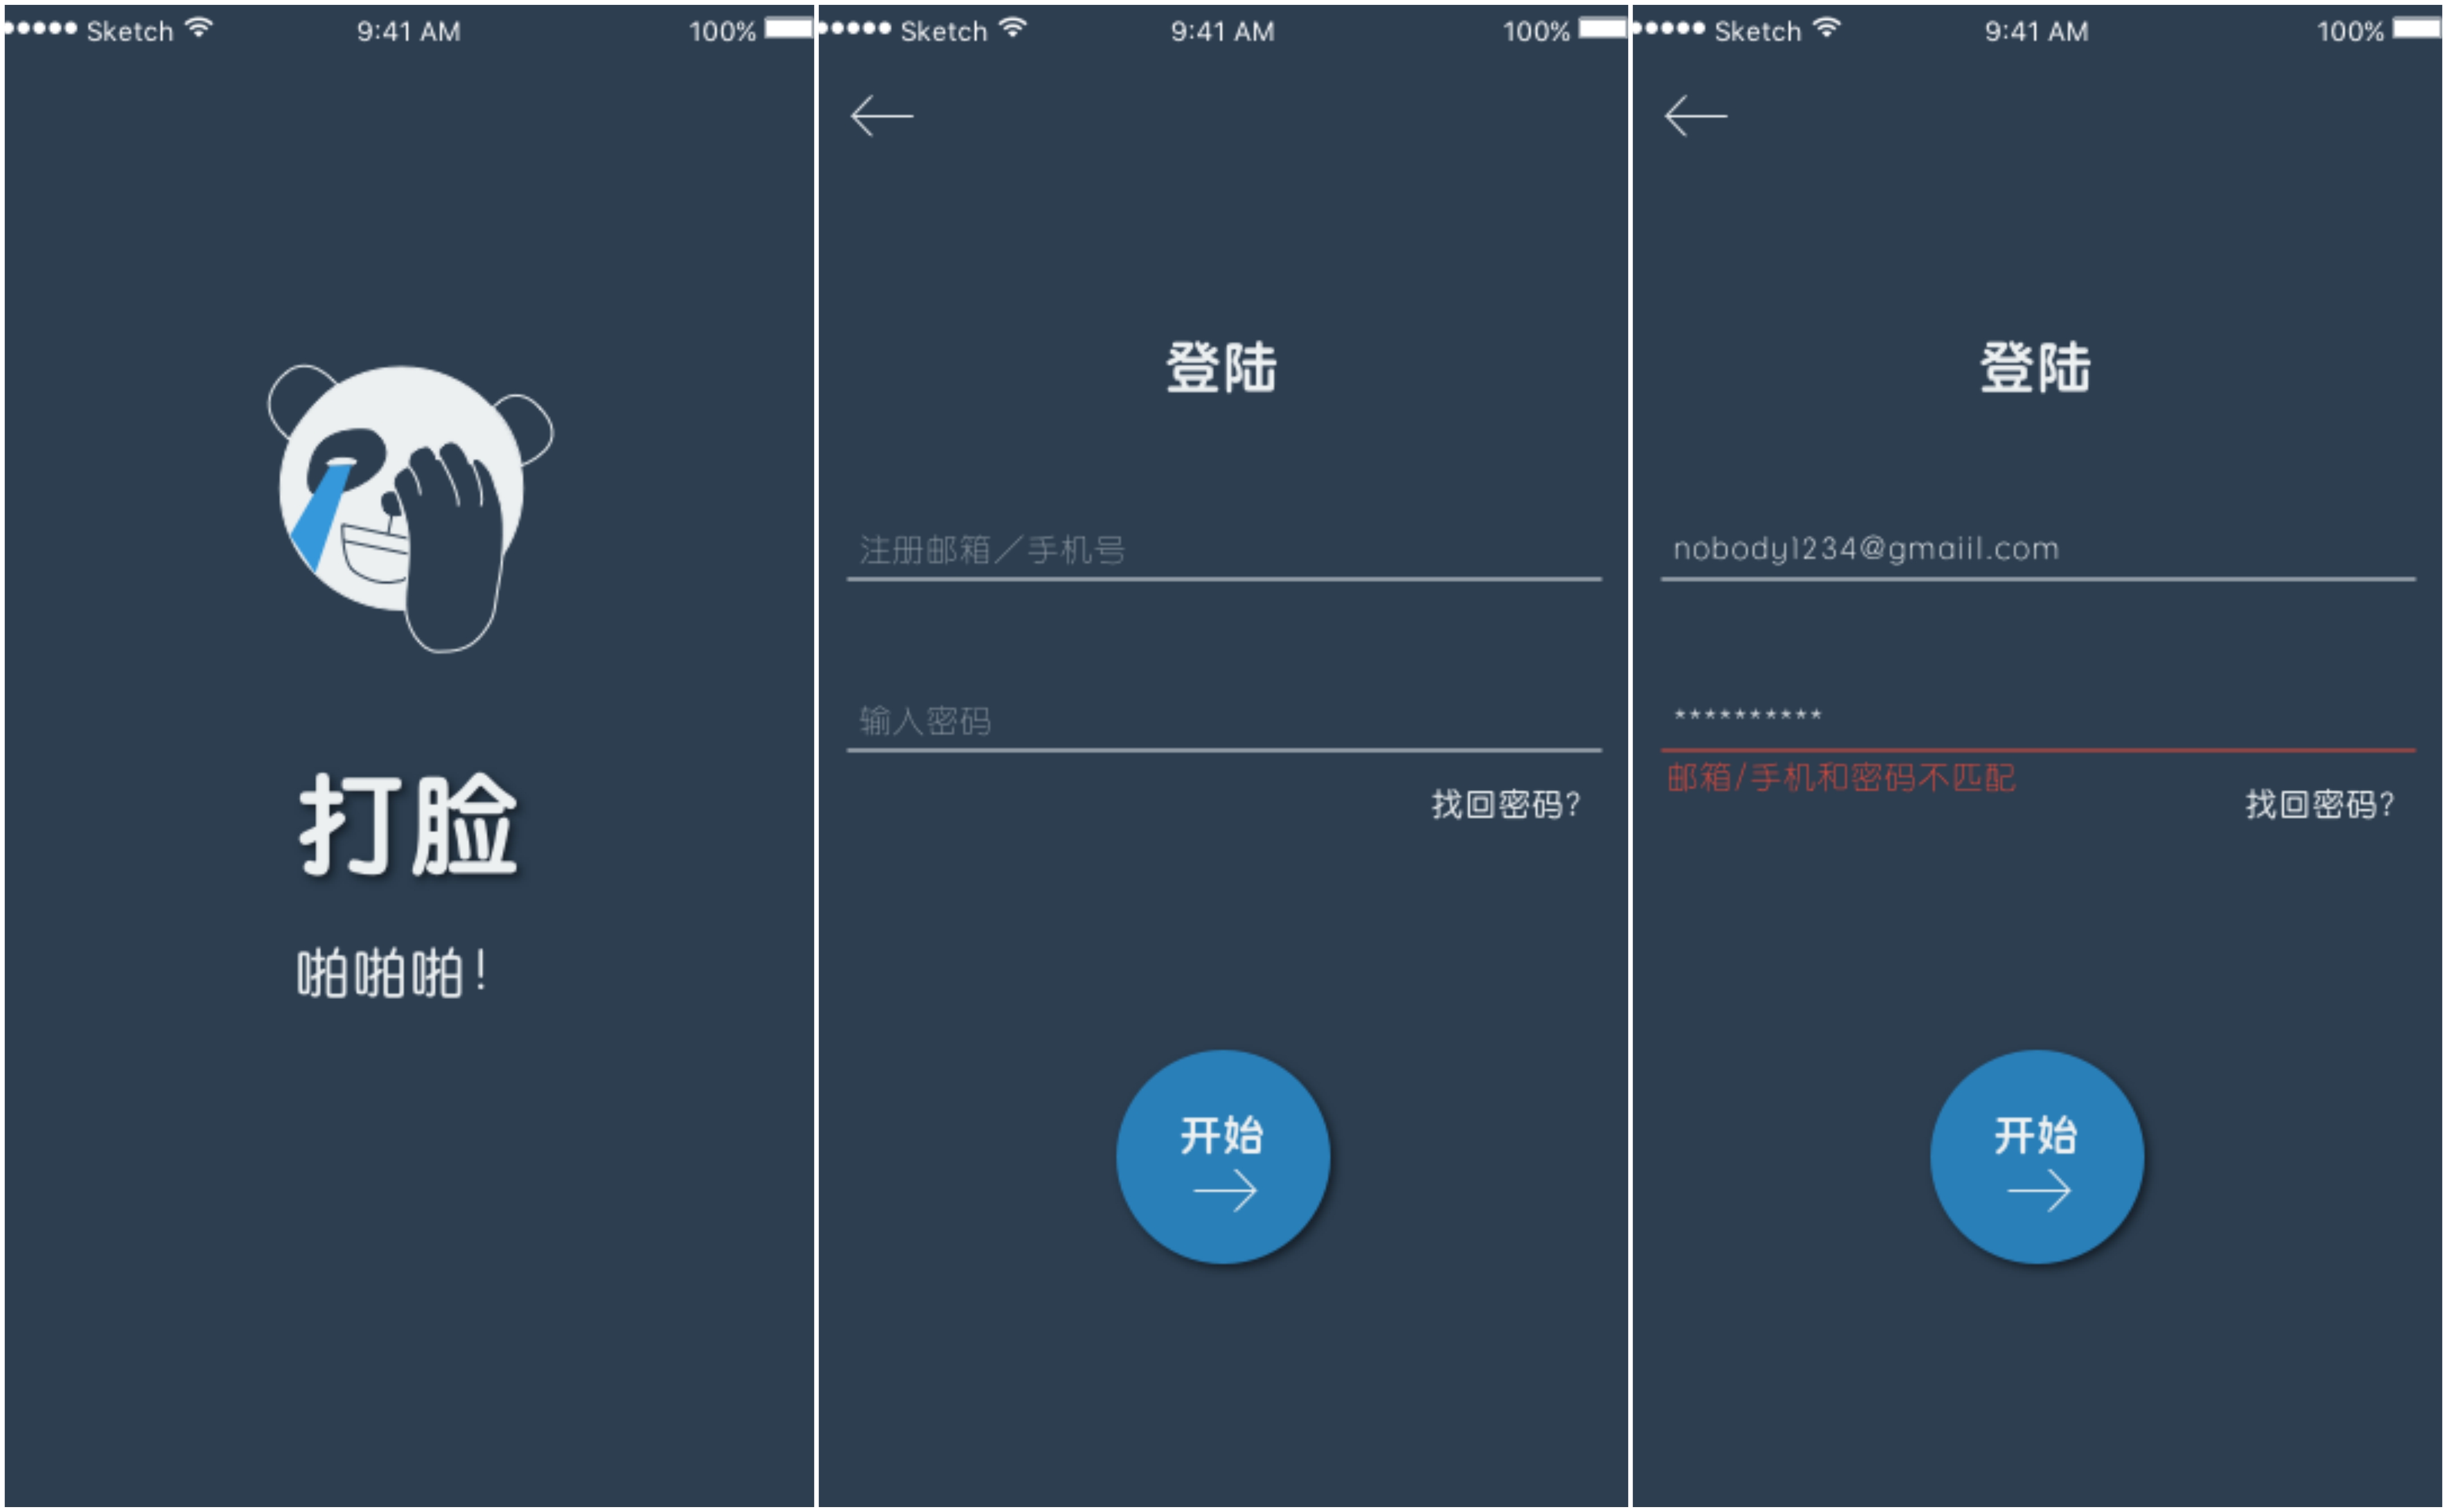 Sketch 9:41 AM 100%
打脸
啪啪啪!
Sketch 9:41 AM 100%
登陆
注册邮箱／手机号
输入密码
找回密码?
开始
Sketch 9:41 AM 100%
登陆
nobody1234@gmaiil.com
**********
邮箱/手机和密码不匹配
找回密码?
开始